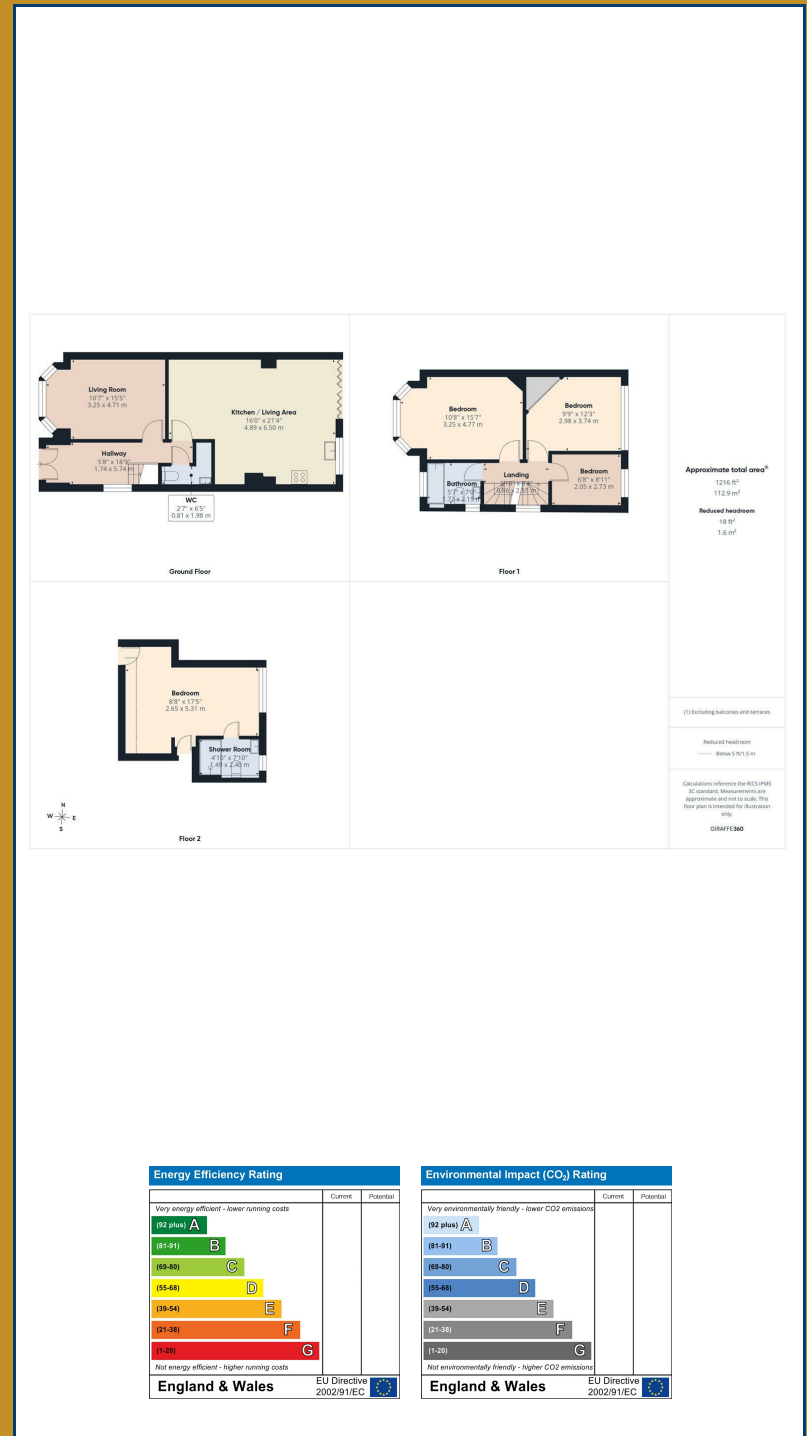 Living Room
10'7" x 15'5"
3.25 x 4.71 m
Kitchen / Living Area
16'0" x 21'4"
4.89 x 6.50 m
Hallway
5'8" x 18'9"
1.74 x 5.74 m
WC
2'7" x 6'5"
0.81 x 1.98 m
Ground Floor
Bedroom
10'8" x 15'7"
3.25 x 4.77 m
Bedroom
9'9" x 12'3"
2.98 x 3.74 m
Bathroom
5'7" x 7'0"
Landing
Bedroom
6'8" x 8'11"
2.05 x 2.73 m
Floor 1
Approximate total area(1)
1216 ft²
112.9 m²
Reduced headroom
18 ft²
1.6 m²
Bedroom
8'8" x 17'5"
2.65 x 5.31 m
Shower Room
4'10" x 7'10"
1.49 x 2.40 m
N
W E
S
Floor 2
(1) Excluding balconies and terraces
Reduced headroom
Below 5 ft/1.5 m
Calculations reference the RICS IPMS
3C standard. Measurements are
approximate and not to scale. This
floor plan is intended for illustration
only.
GIRAFFE360
Energy Efficiency Rating
Current Potential
Very energy efficient - lower running costs
(92 plus) A
(81-91) B
(69-80) C
(55-68) D
(39-54) E
(21-38) F
(1-20) G
Not energy efficient - higher running costs
England & Wales
EU Directive
2002/91/EC
Environmental Impact (CO₂) Rating
Current Potential
Very environmentally friendly - lower CO2 emissions
(92 plus) A
(81-91) B
(69-80) C
(55-68) D
(39-54) E
(21-38) F
(1-20) G
Not environmentally friendly - higher CO2 emissions
England & Wales
EU Directive
2002/91/EC